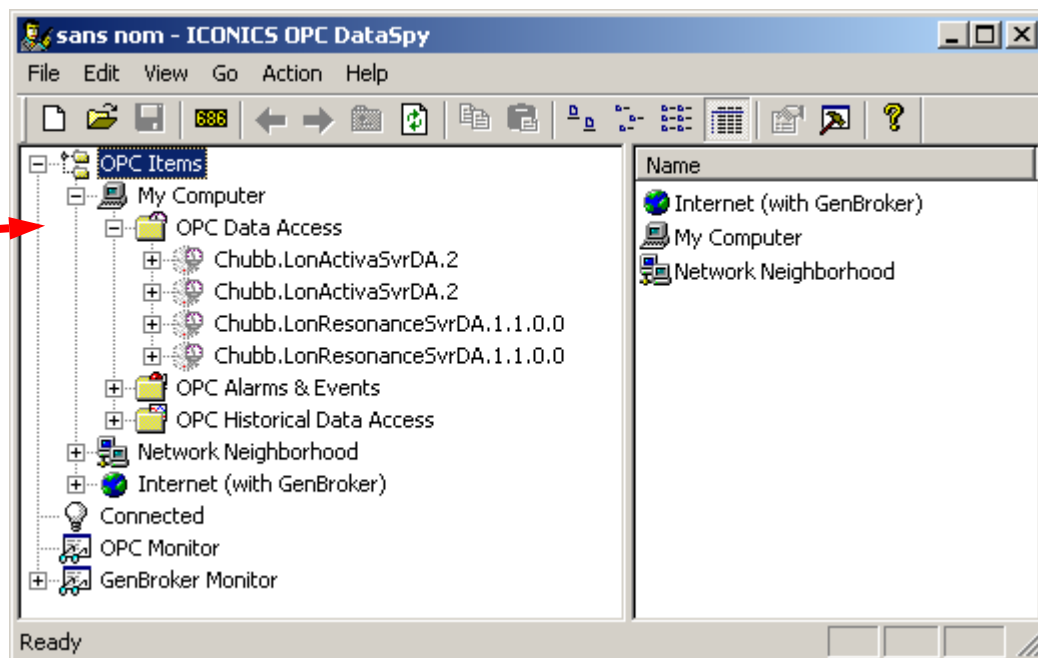 sans nom - ICONICS OPC DataSpy
File Edit View Go Action Help
686
OPC Items
My Computer
OPC Data Access
Chubb.LonActivaSvrDA.2
Chubb.LonActivaSvrDA.2
Chubb.LonResonanceSvrDA.1.1.0.0
Chubb.LonResonanceSvrDA.1.1.0.0
OPC Alarms & Events
OPC Historical Data Access
Network Neighborhood
Internet (with GenBroker)
Connected
OPC Monitor
GenBroker Monitor
Name
Internet (with GenBroker)
My Computer
Network Neighborhood
Ready